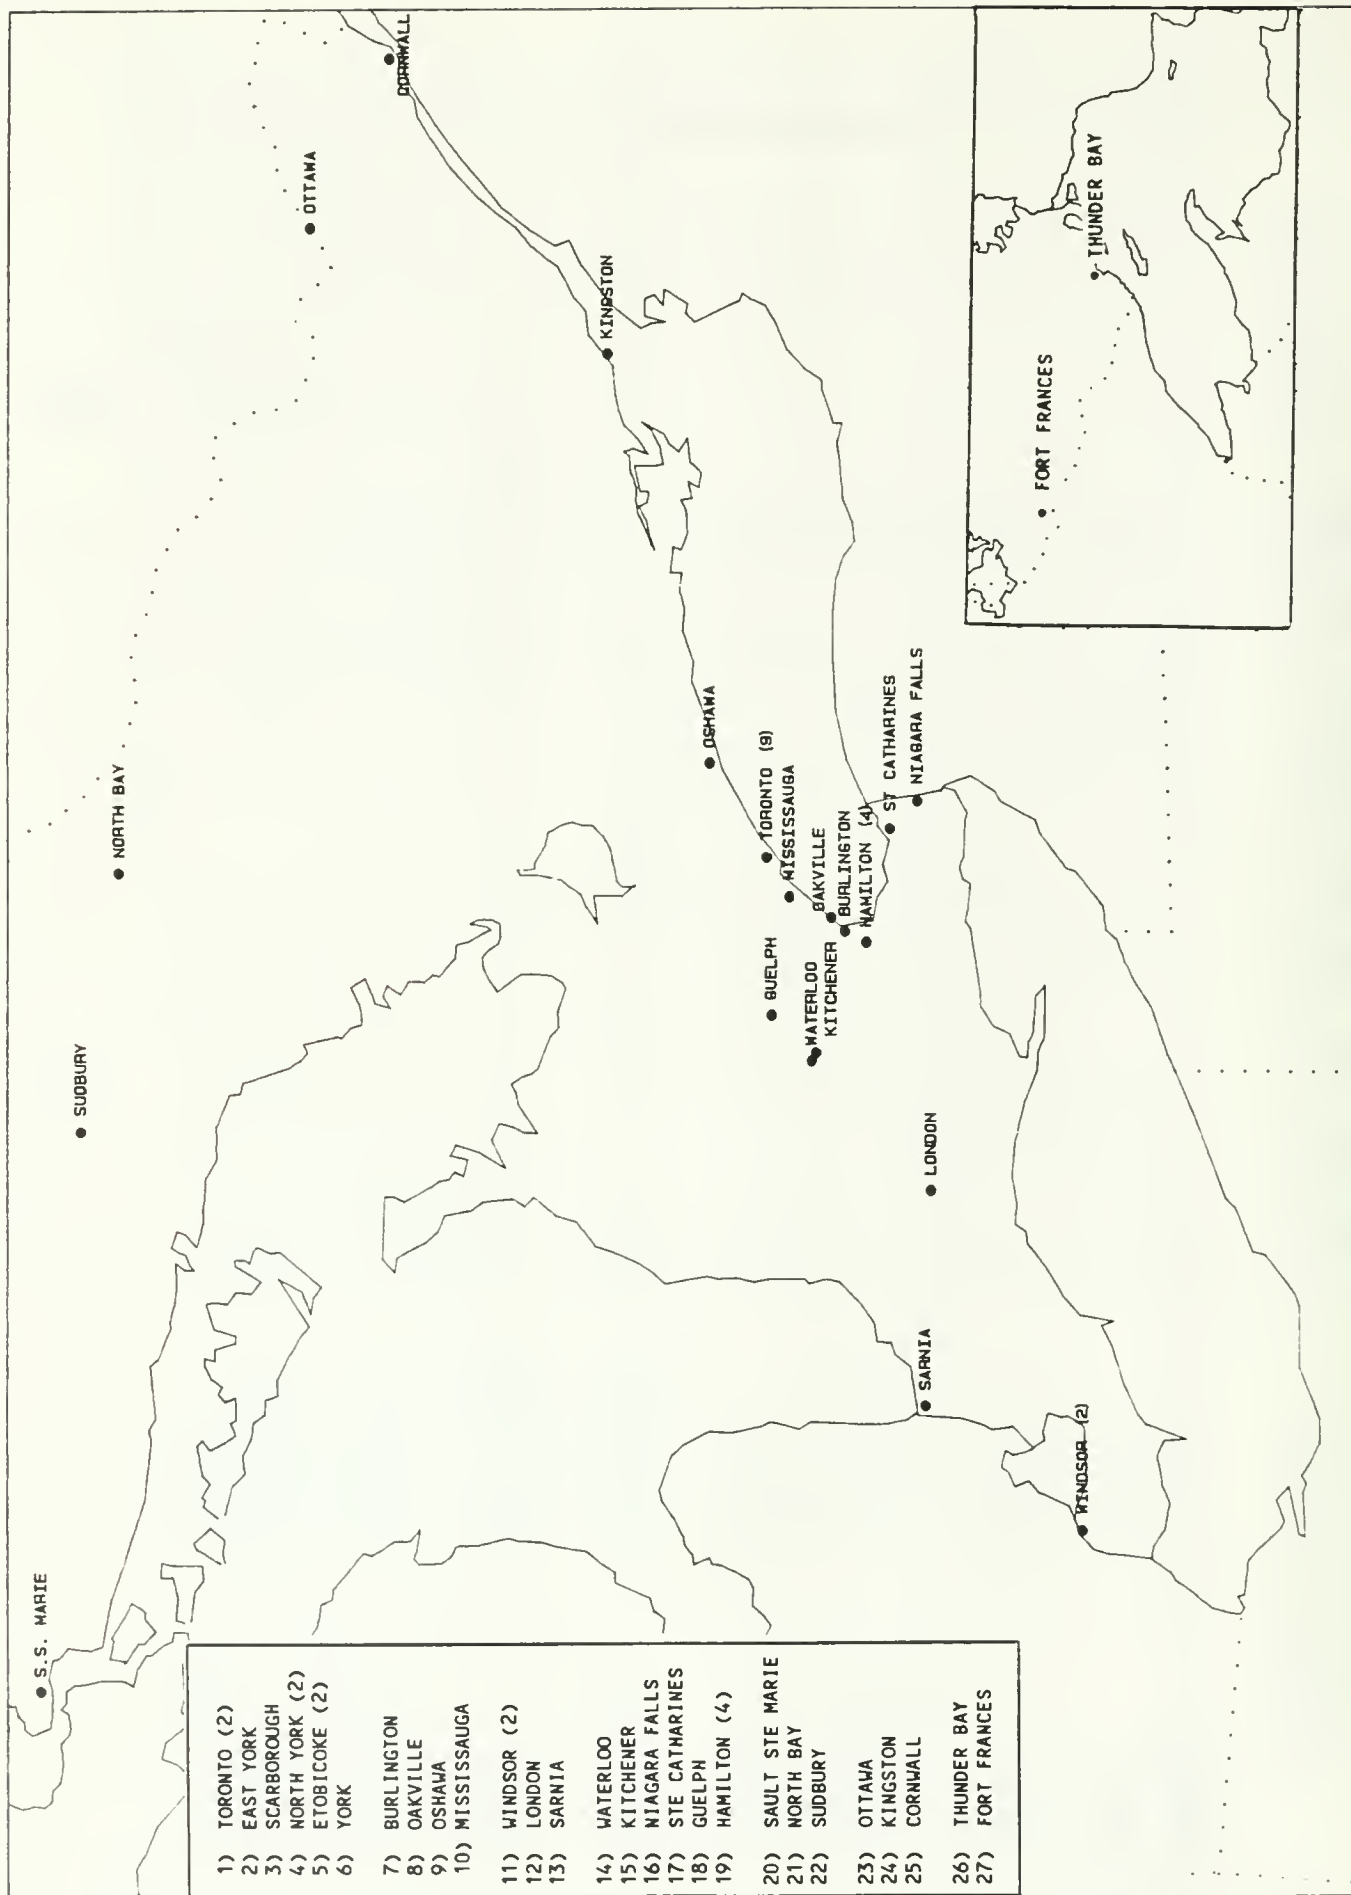 S.S. MARIE
SUDBURY
NORTH BAY
OTTAWA
CORNWALL
KINGSTON
OSHAWA
TORONTO (9)
MISSISSAUGA
OAKVILLE
BURLINGTON
HAMILTON (4)
ST CATHARINES
NIAGARA FALLS
GUELPH
WATERLOO
KITCHENER
LONDON
SARNIA
WINDSOR (2)
FORT FRANCES
THUNDER BAY
1) TORONTO (2)
2) EAST YORK
3) SCARBOROUGH
4) NORTH YORK (2)
5) ETOBICOKE (2)
6) YORK
7) BURLINGTON
8) OAKVILLE
9) OSHAWA
10) MISSISSAUGA
11) WINDSOR (2)
12) LONDON
13) SARNIA
14) WATERLOO
15) KITCHENER
16) NIAGARA FALLS
17) STE CATHARINES
18) GUELPH
19) HAMILTON (4)
20) SAULT STE MARIE
21) NORTH BAY
22) SUDBURY
23) OTTAWA
24) KINGSTON
25) CORNWALL
26) THUNDER BAY
27) FORT FRANCES